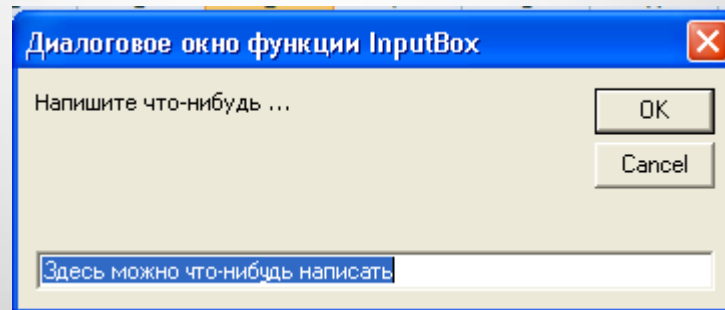 Диалоговое окно функции InputBox
Напишите что-нибудь ...
OK
Cancel
Здесь можно что-нибудь написать